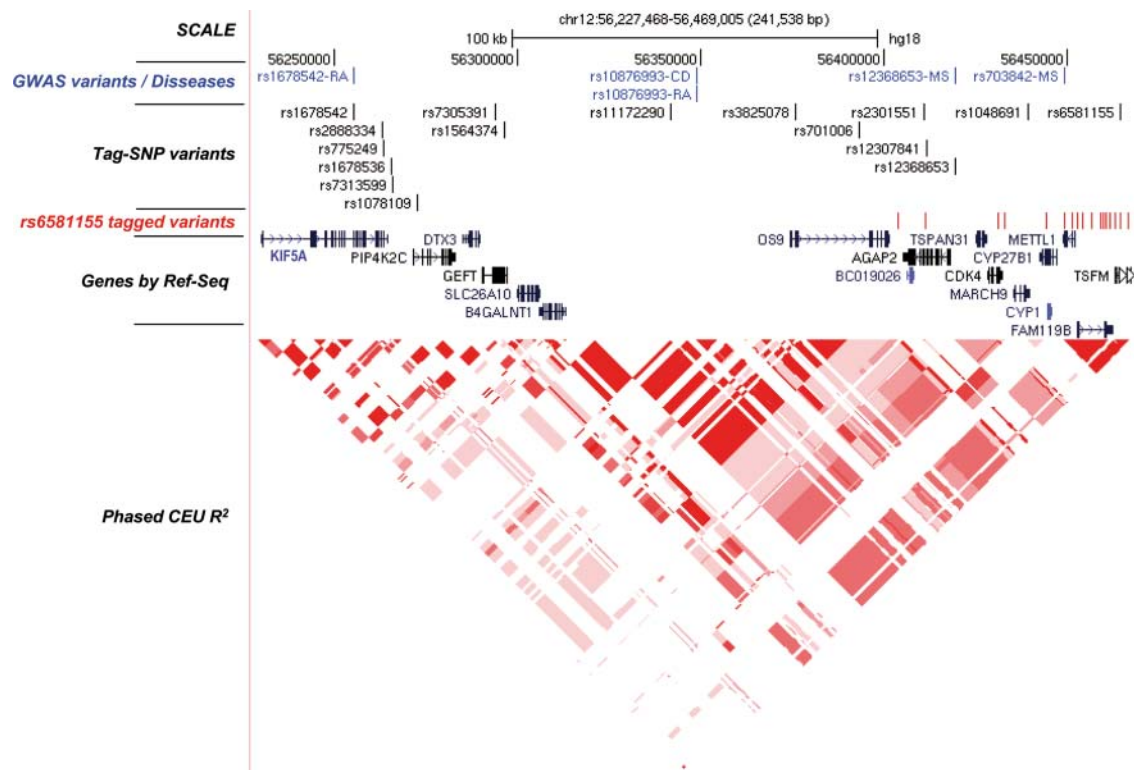 SCALE
chr12:56,227,468-56,469,005 (241,538 bp)
100 kb hg18
56250000 56300000 56350000 56400000 56450000
GWAS variants / Diseases
rs1678542-RA rs10876993-CD rs12368653-MS rs703842-MS
rs10876993-RA
Tag-SNP variants
rs1678542 rs7305391 rs11172290 rs3825078 rs2301551 rs1048691 rs6581155
rs2888334 rs1564374 rs701006
rs775249 rs12307841
rs1678536 rs12368653
rs7313599
rs1078109
rs6581155 tagged variants
Genes by Ref-Seq
DTX3 OS9 TSPAN31 METTL1
KIF5A PIP4K2C AGAP2 CYP27B1
GEFT BC019026 CDK4 TSFM
SLC26A10 MARCH9
B4GALNT1 CYP1
FAM119B
Phased CEU R²